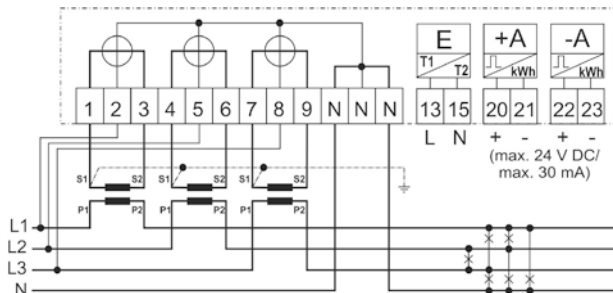 E +A -A
T1 T2 kWh kWh
1 2 3 4 5 6 7 8 9 N N N 13 15 20 21 22 23
L N + - + -
(max. 24 V DC/
max. 30 mA)
S1 S2 S1 S2 S1 S2
P1 P2 P1 P2 P1 P2
L1
L2
L3
N